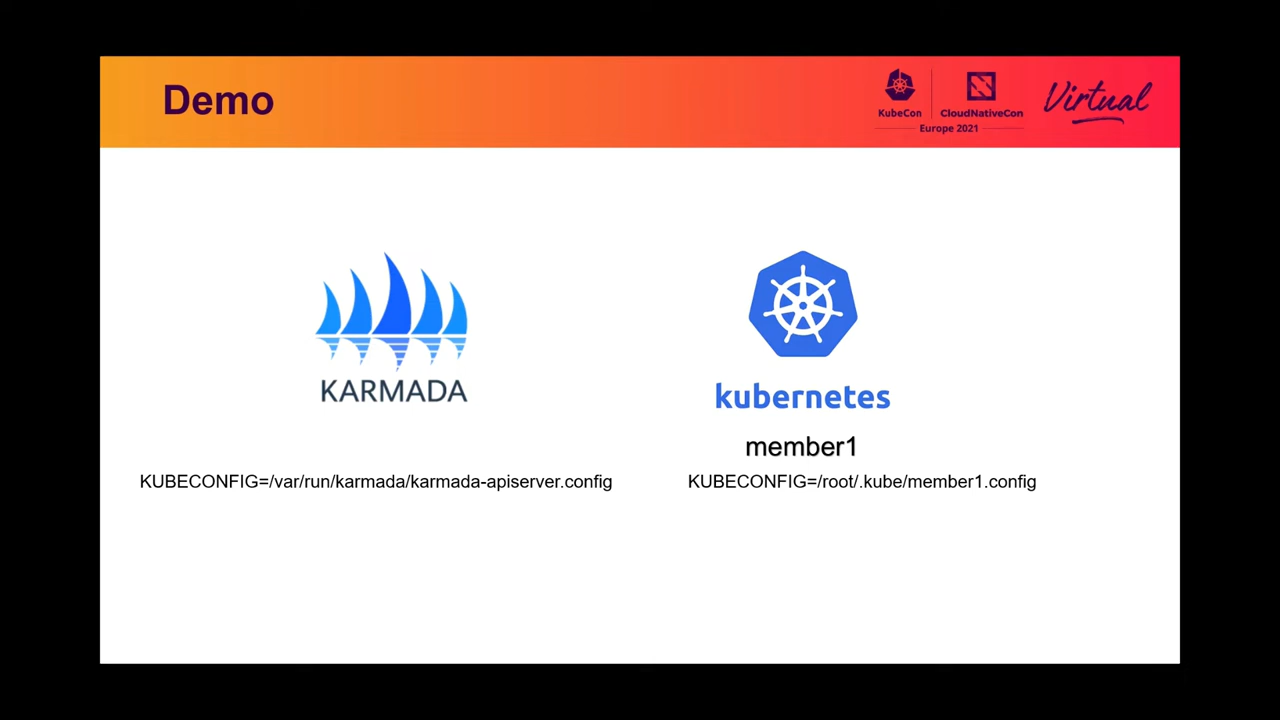 Demo
KubeCon
CloudNativeCon
Europe 2021
Virtual
KARMADA
kubernetes
member1
KUBECONFIG=/var/run/karmada/karmada-apiserver.config
KUBECONFIG=/root/.kube/member1.config